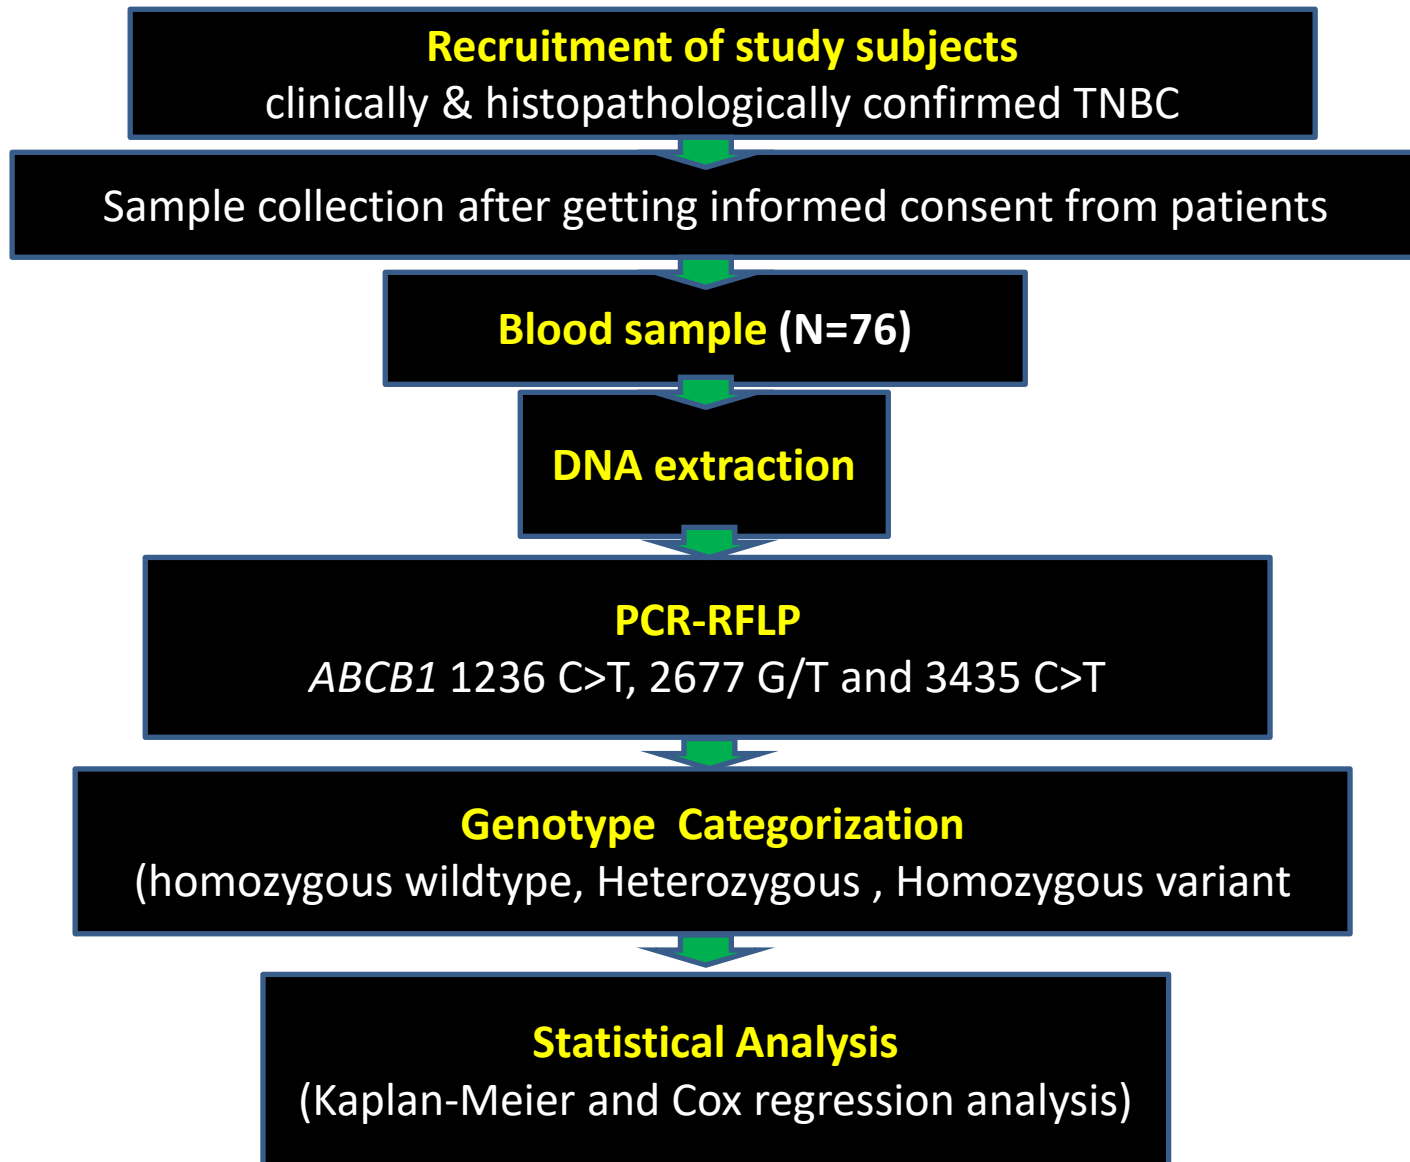 Recruitment of study subjects
clinically & histopathologically confirmed TNBC
Sample collection after getting informed consent from patients
Blood sample (N=76)
DNA extraction
PCR-RFLP
ABCB1 1236 C>T, 2677 G/T and 3435 C>T
Genotype  Categorization
(homozygous wildtype, Heterozygous , Homozygous variant
Statistical Analysis
(Kaplan-Meier and Cox regression analysis)